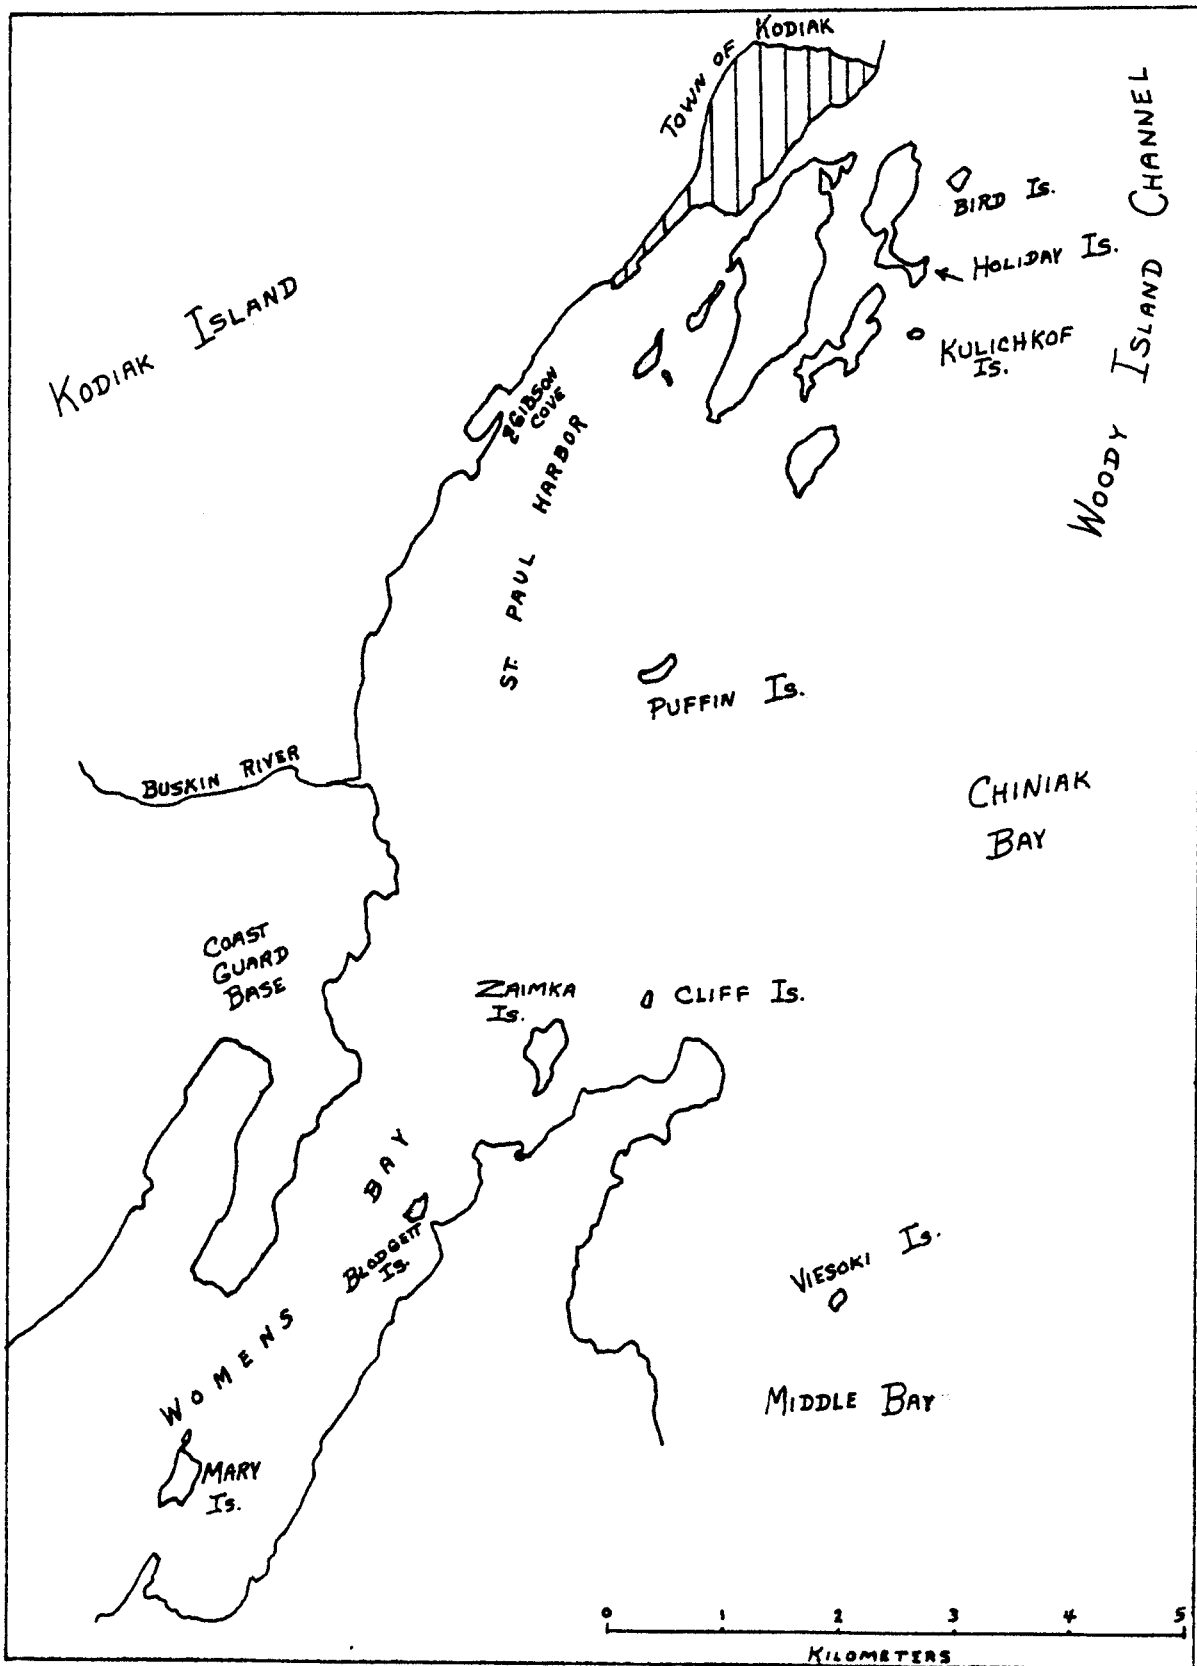 TOWN OF KODIAK
WOODY ISLAND CHANNEL
BIRD Is.
HOLIDAY Is.
KULICHKOF
Is.
KODIAK ISLAND
GIBSON
COVE
ST. PAUL HARBOR
PUFFIN Is.
BUSKIN RIVER
CHINIAK
BAY
COAST
GUARD
BASE
ZAIMKA
Is.
CLIFF Is.
WOMENS BAY
BLODGETT
Is.
VIESOKI Is.
MIDDLE BAY
MARY
Is.
0 1 2 3 4 5
KILOMETERS